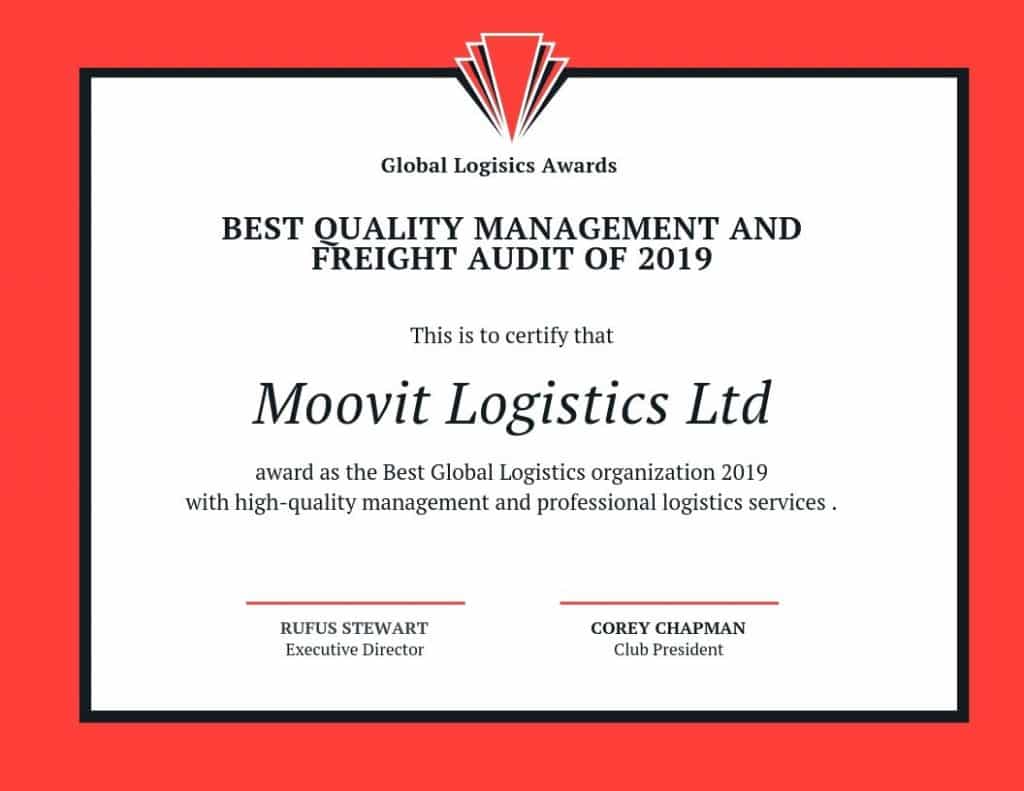 Global Logisics Awards
BEST QUALITY MANAGEMENT AND
FREIGHT AUDIT OF 2019
This is to certify that
Moovit Logistics Ltd
award as the Best Global Logistics organization 2019
with high-quality management and professional logistics services .
RUFUS STEWART
Executive Director
COREY CHAPMAN
Club President